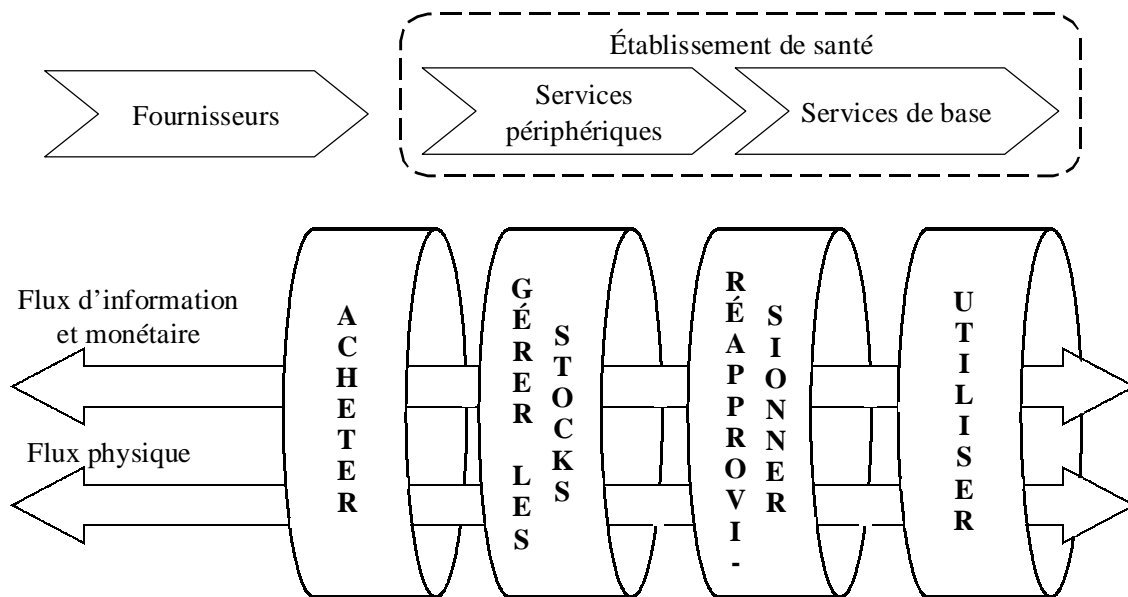 Établissement de santé
Fournisseurs
Services
périphériques
Services de base
Flux d’information
et monétaire
Flux physique
ACHETER
GÉRER LES
STOCKS
RÉAPPROVI-
SIONNER
UTILISER